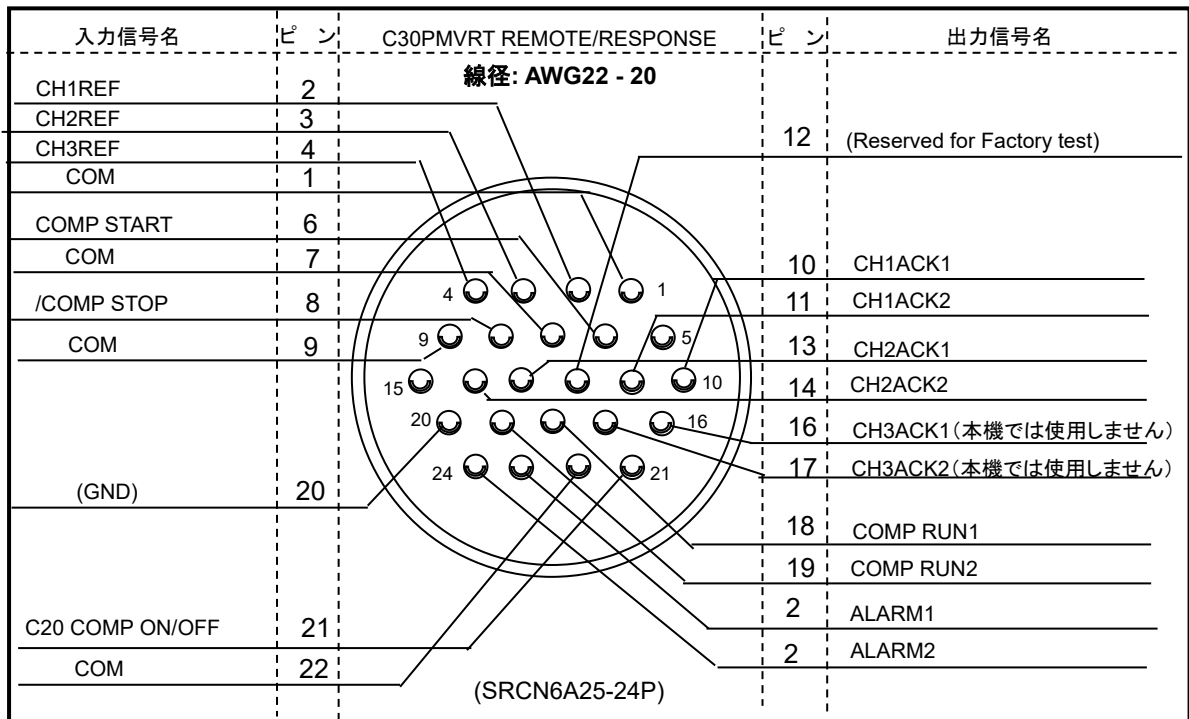 入力信号名 ピ ン C30PMVRT REMOTE/RESPONSE ピ ン 出力信号名
線径: AWG22 - 20
CH1REF 2
CH2REF 3
CH3REF 4
COM 1
COMP START 6
COM 7
/COMP STOP 8
COM 9
(GND) 20
C20 COMP ON/OFF 21
COM 22
4 1
9 5
15 10
20 16
24 21
(SRCN6A25-24P)
12 (Reserved for Factory test)
10 CH1ACK1
11 CH1ACK2
13 CH2ACK1
14 CH2ACK2
16 CH3ACK1(本機では使用しません)
17 CH3ACK2(本機では使用しません)
18 COMP RUN1
19 COMP RUN2
2 ALARM1
2 ALARM2